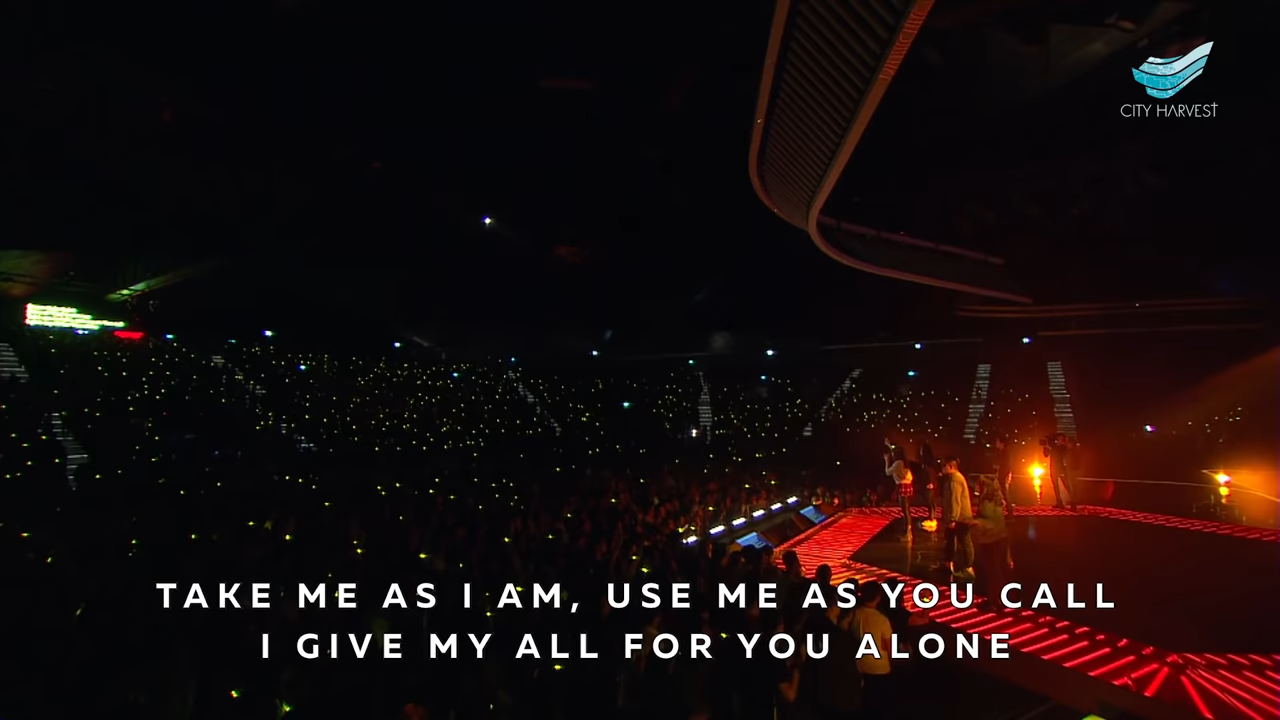 CITY HARVEST
TAKE ME AS I AM, USE ME AS YOU CALL
I GIVE MY ALL FOR YOU ALONE